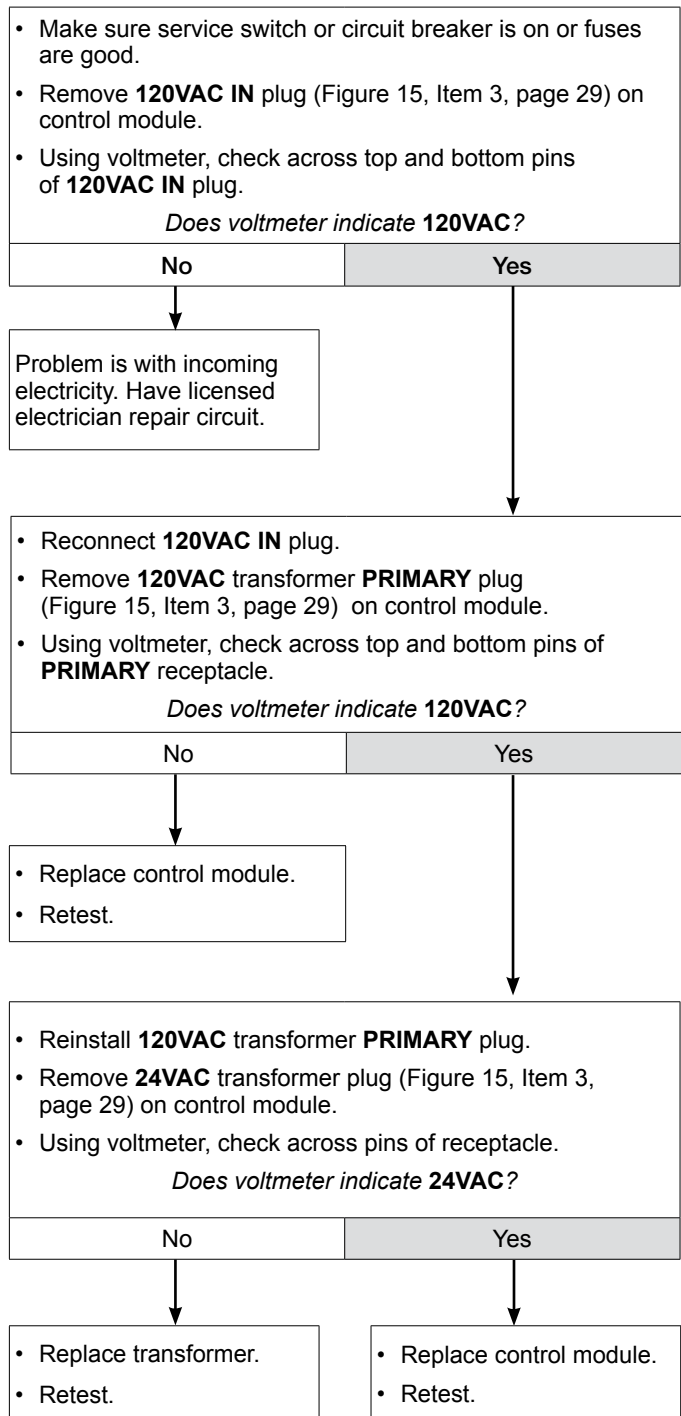 • Make sure service switch or circuit breaker is on or fuses
are good.
• Remove 120VAC IN plug (Figure 15, Item 3, page 29) on
control module.
• Using voltmeter, check across top and bottom pins
of 120VAC IN plug.
Does voltmeter indicate 120VAC?
No
Yes
Problem is with incoming
electricity. Have licensed
electrician repair circuit.
• Reconnect 120VAC IN plug.
• Remove 120VAC transformer PRIMARY plug
(Figure 15, Item 3, page 29) on control module.
• Using voltmeter, check across top and bottom pins of
PRIMARY receptacle.
Does voltmeter indicate 120VAC?
No
Yes
• Replace control module.
• Retest.
• Reinstall 120VAC transformer PRIMARY plug.
• Remove 24VAC transformer plug (Figure 15, Item 3,
page 29) on control module.
• Using voltmeter, check across pins of receptacle.
Does voltmeter indicate 24VAC?
No
Yes
• Replace transformer.
• Retest.
• Replace control module.
• Retest.